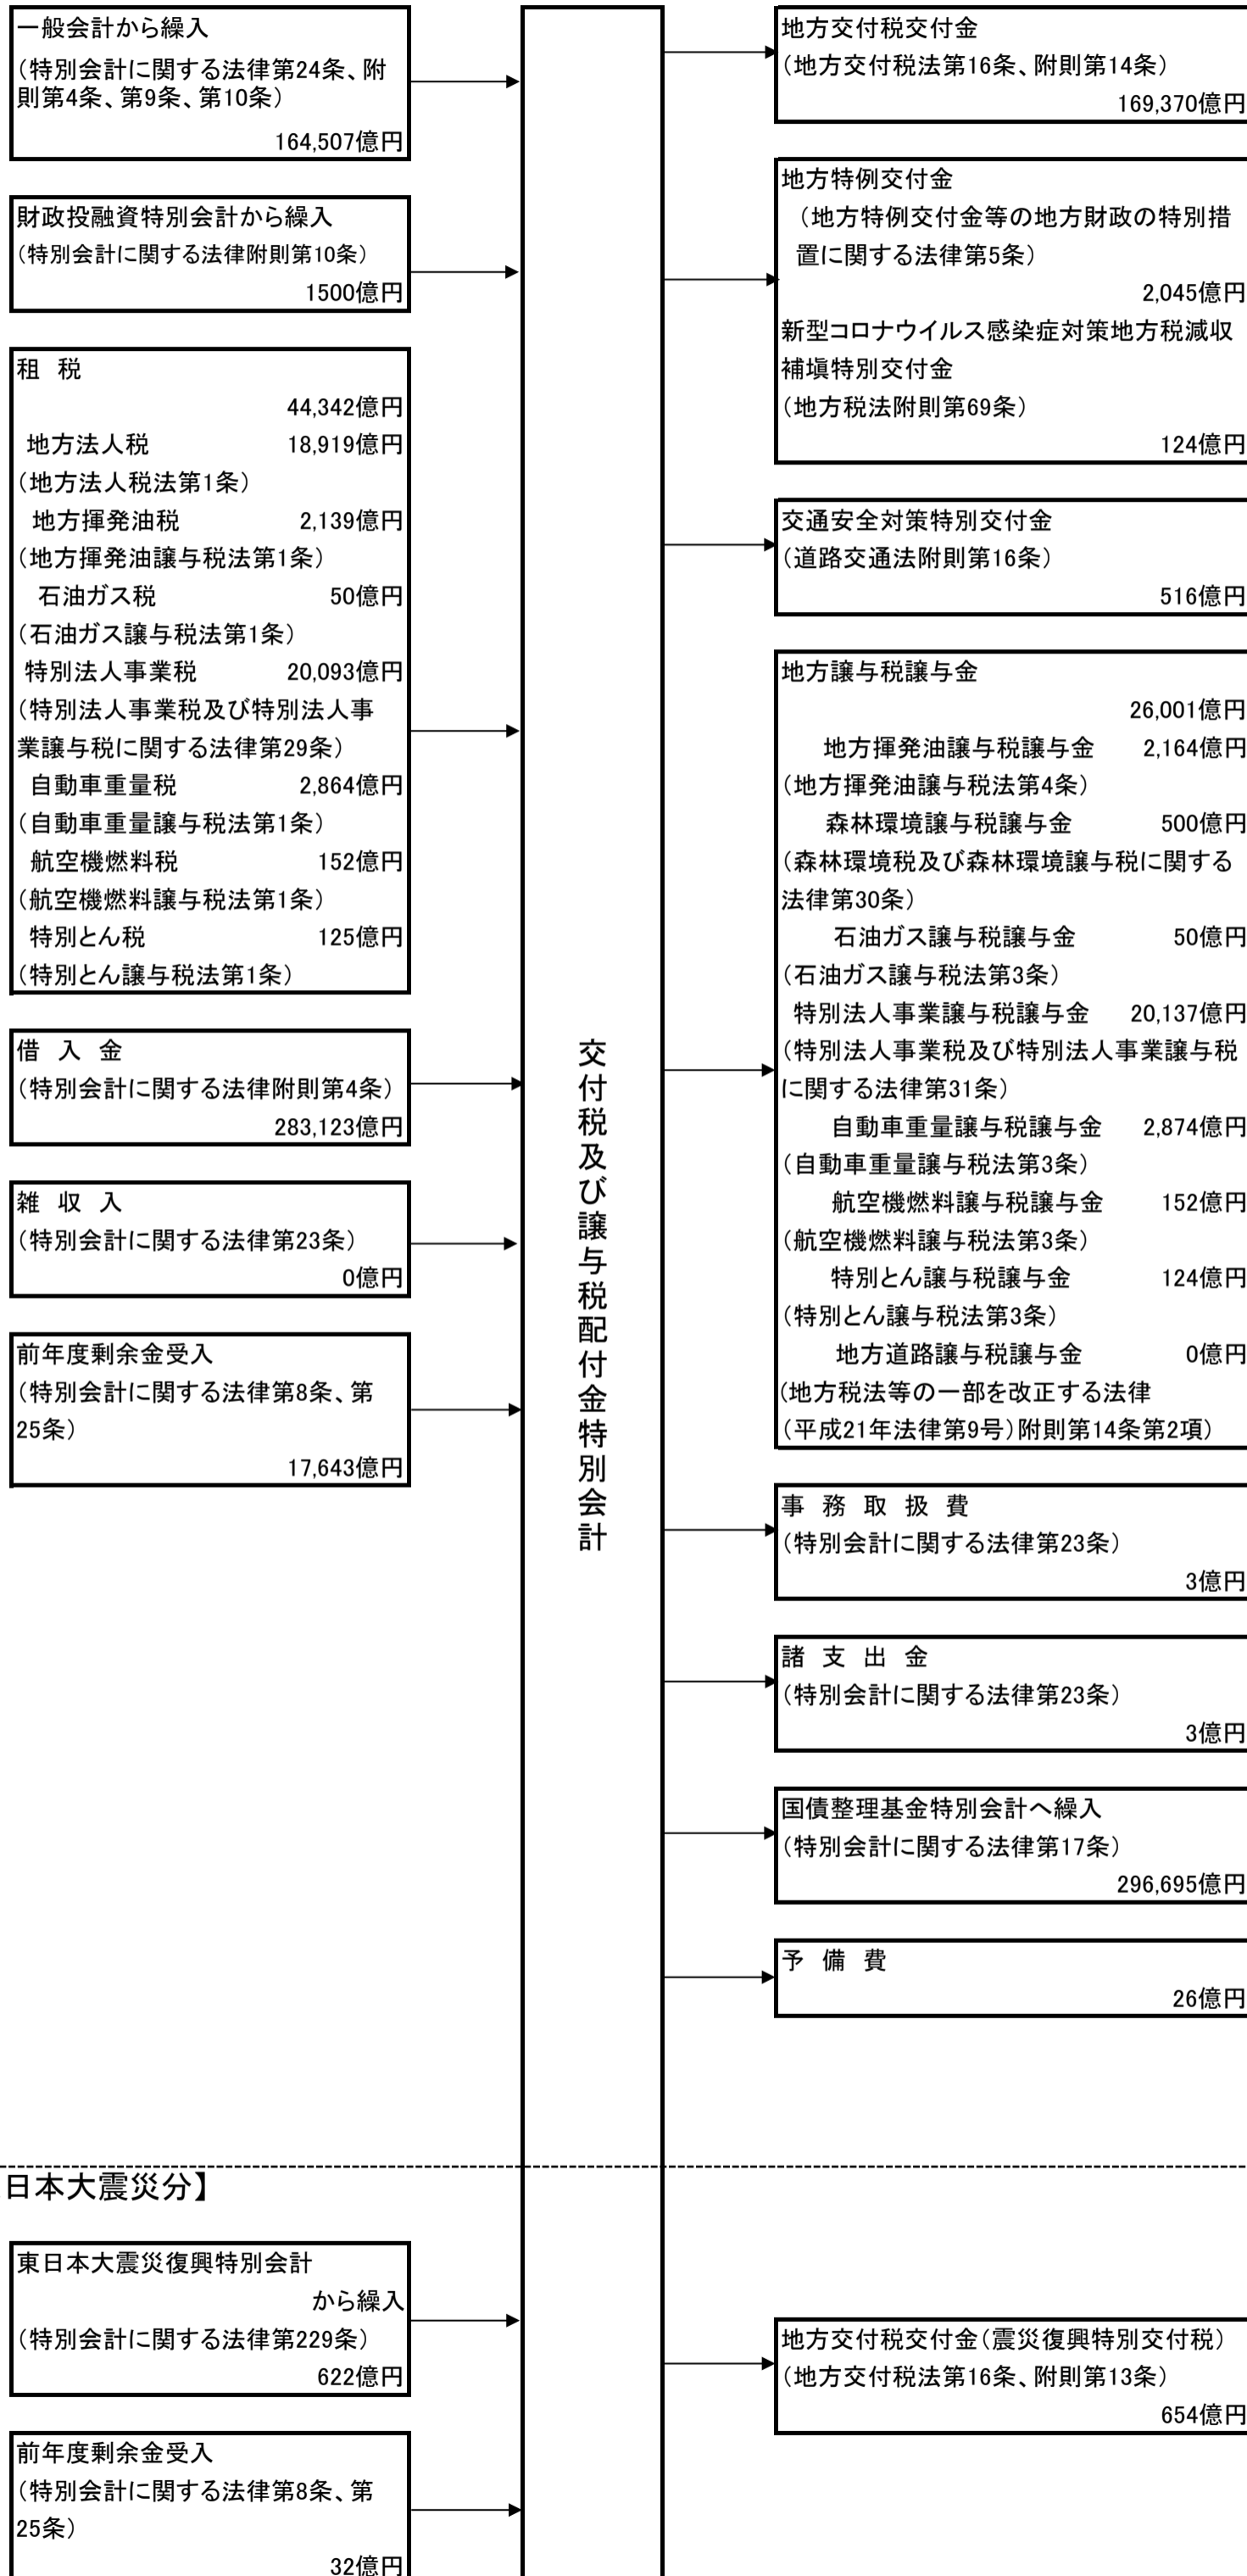 一般会計から繰入
(特別会計に関する法律第24条、附
則第4条、第9条、第10条)
164,507億円
財政投融資特別会計から繰入
(特別会計に関する法律附則第10条)
1500億円
租 税
44,342億円
地方法人税 18,919億円
(地方法人税法第1条)
地方揮発油税 2,139億円
(地方揮発油譲与税法第1条)
石油ガス税 50億円
(石油ガス譲与税法第1条)
特別法人事業税 20,093億円
(特別法人事業税及び特別法人事
業譲与税に関する法律第29条)
自動車重量税 2,864億円
(自動車重量譲与税法第1条)
航空機燃料税 152億円
(航空機燃料譲与税法第1条)
特別とん税 125億円
(特別とん譲与税法第1条)
借 入 金
(特別会計に関する法律附則第4条)
283,123億円
雑 収 入
(特別会計に関する法律第23条)
0億円
前年度剰余金受入
(特別会計に関する法律第8条、第
25条)
17,643億円
交付税及び譲与税配付金特別会計
地方交付税交付金
(地方交付税法第16条、附則第14条)
169,370億円
地方特例交付金
(地方特例交付金等の地方財政の特別措
置に関する法律第5条)
2,045億円
新型コロナウイルス感染症対策地方税減収
補塡特別交付金
(地方税法附則第69条)
124億円
交通安全対策特別交付金
(道路交通法附則第16条)
516億円
地方譲与税譲与金
26,001億円
地方揮発油譲与税譲与金 2,164億円
(地方揮発油譲与税法第4条)
森林環境譲与税譲与金 500億円
(森林環境税及び森林環境譲与税に関する
法律第30条)
石油ガス譲与税譲与金 50億円
(石油ガス譲与税法第3条)
特別法人事業譲与税譲与金 20,137億円
(特別法人事業税及び特別法人事業譲与税
に関する法律第31条)
自動車重量譲与税譲与金 2,874億円
(自動車重量譲与税法第3条)
航空機燃料譲与税譲与金 152億円
(航空機燃料譲与税法第3条)
特別とん譲与税譲与金 124億円
(特別とん譲与税法第3条)
地方道路譲与税譲与金 0億円
(地方税法等の一部を改正する法律
(平成21年法律第9号)附則第14条第2項)
事 務 取 扱 費
(特別会計に関する法律第23条)
3億円
諸 支 出 金
(特別会計に関する法律第23条)
3億円
国債整理基金特別会計へ繰入
(特別会計に関する法律第17条)
296,695億円
予 備 費
26億円
日本大震災分】
東日本大震災復興特別会計
から繰入
(特別会計に関する法律第229条)
622億円
前年度剰余金受入
(特別会計に関する法律第8条、第
25条)
32億円
地方交付税交付金(震災復興特別交付税)
(地方交付税法第16条、附則第13条)
654億円